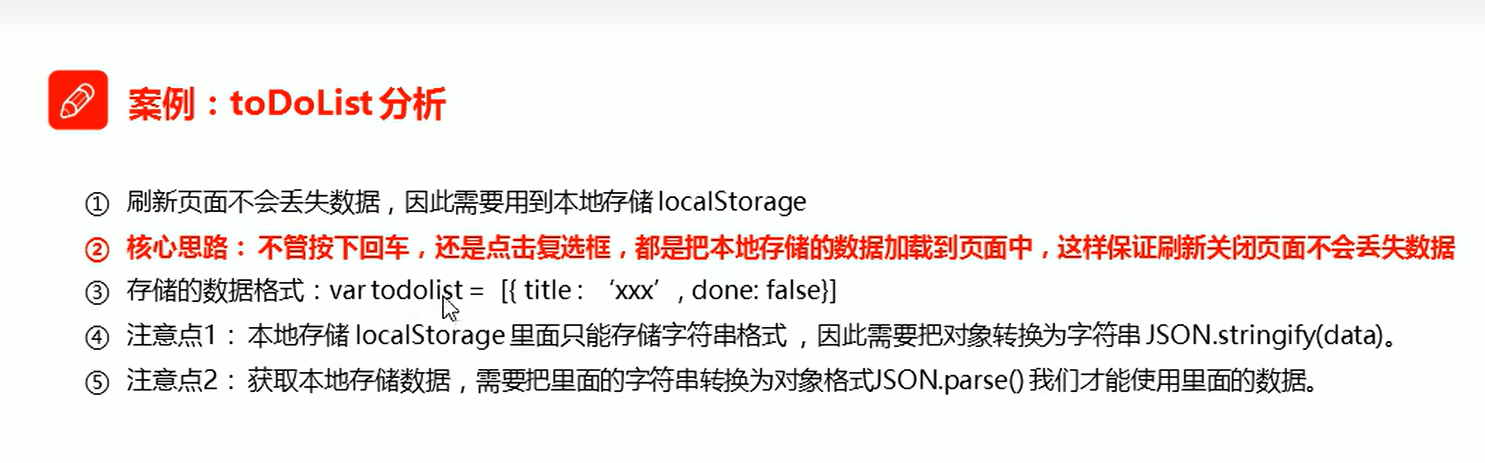 案例：toDoList 分析
① 刷新页面不会丢失数据，因此需要用到本地存储 localStorage
② 核心思路： 不管按下回车，还是点击复选框，都是把本地存储的数据加载到页面中，这样保证刷新关闭页面不会丢失数据
③ 存储的数据格式：var todolist = [{ title : ‘xxx’ , done: false}]
④ 注意点1： 本地存储 localStorage 里面只能存储字符串格式 ，因此需要把对象转换为字符串 JSON.stringify(data)。
⑤ 注意点2： 获取本地存储数据，需要把里面的字符串转换为对象格式JSON.parse() 我们才能使用里面的数据。